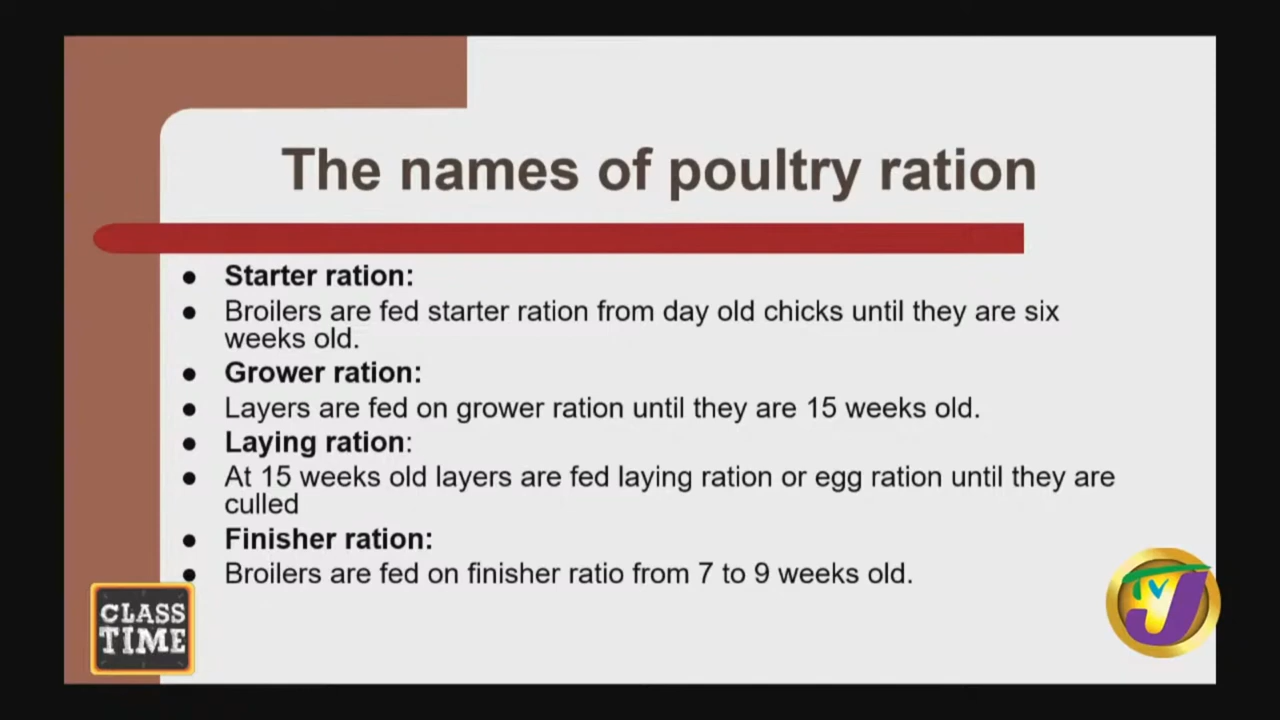 The names of poultry ration
● Starter ration:
● Broilers are fed starter ration from day old chicks until they are six
weeks old.
● Grower ration:
● Layers are fed on grower ration until they are 15 weeks old.
● Laying ration:
● At 15 weeks old layers are fed laying ration or egg ration until they are
culled
● Finisher ration:
● Broilers are fed on finisher ratio from 7 to 9 weeks old.
CLASS
TIME
TVJ